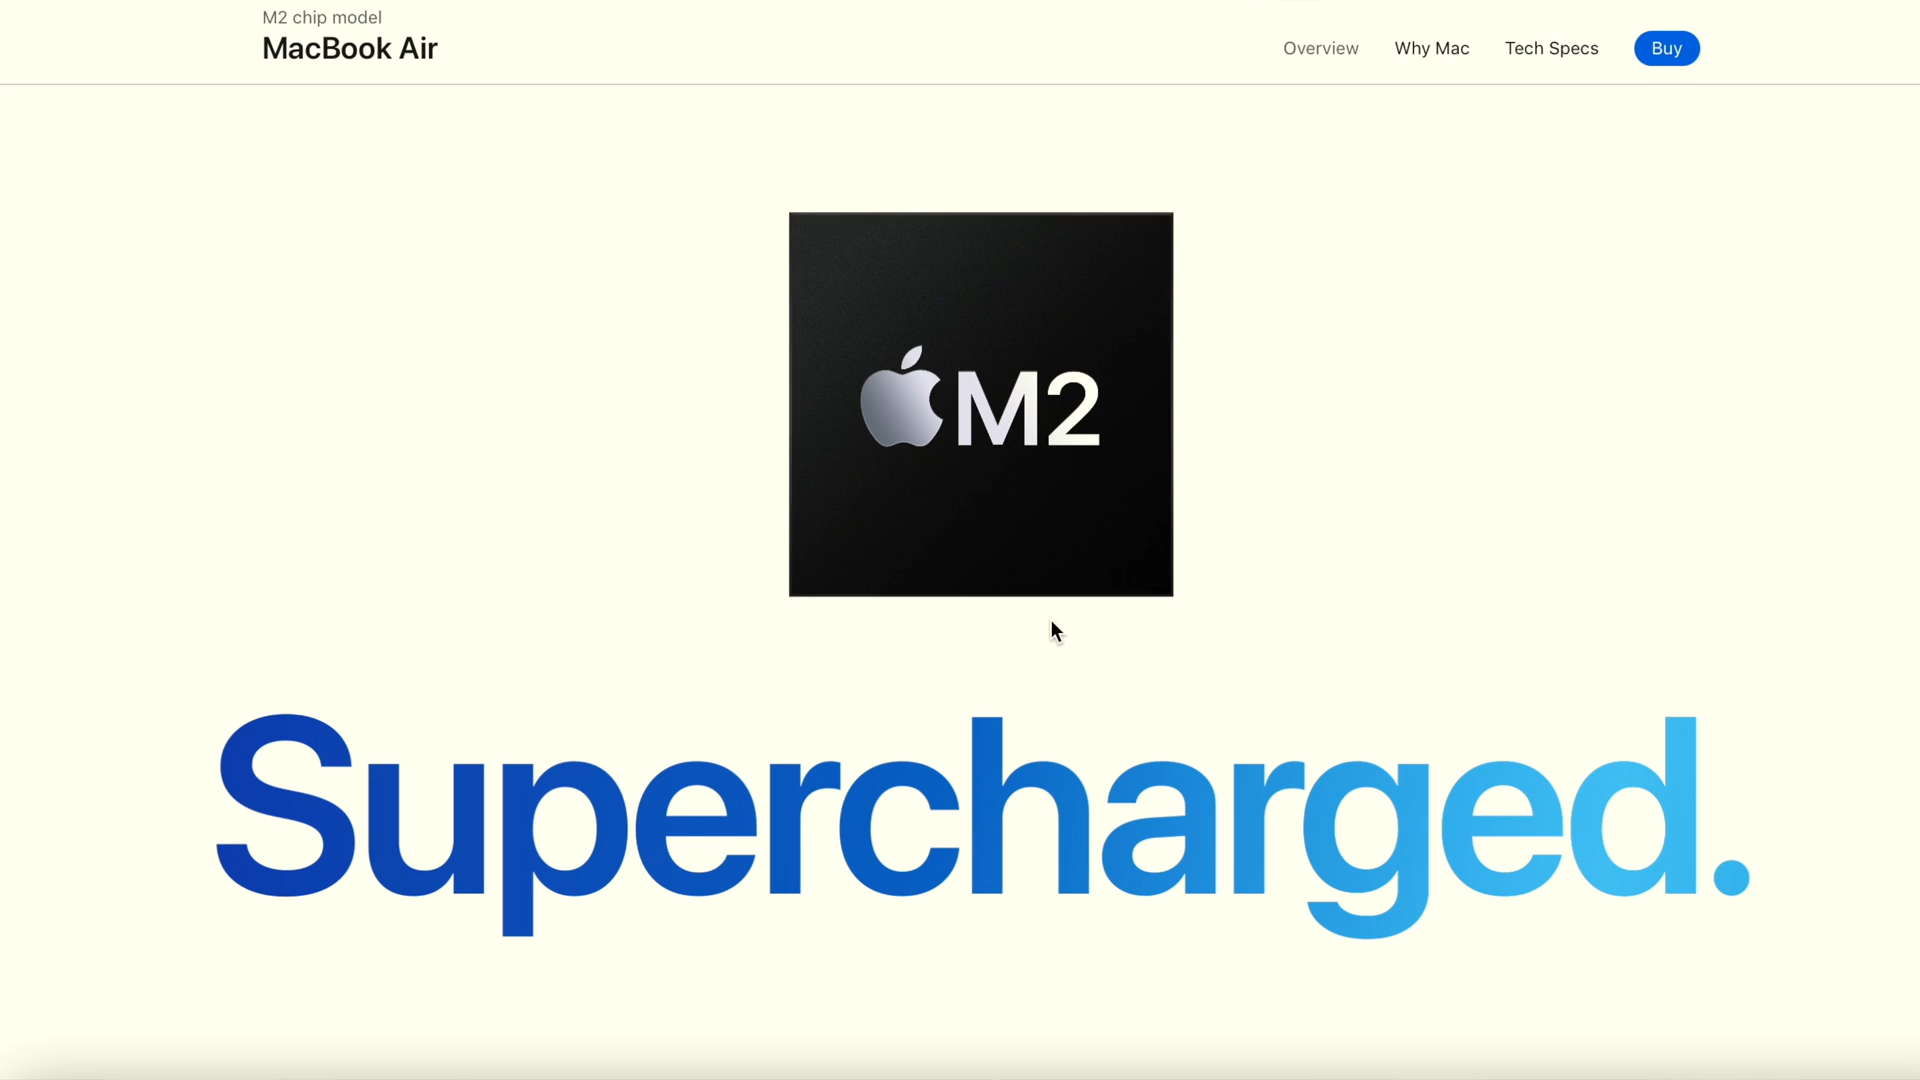 M2 chip model
MacBook Air
Overview
Why Mac
Tech Specs
Buy
M2
Supercharged.